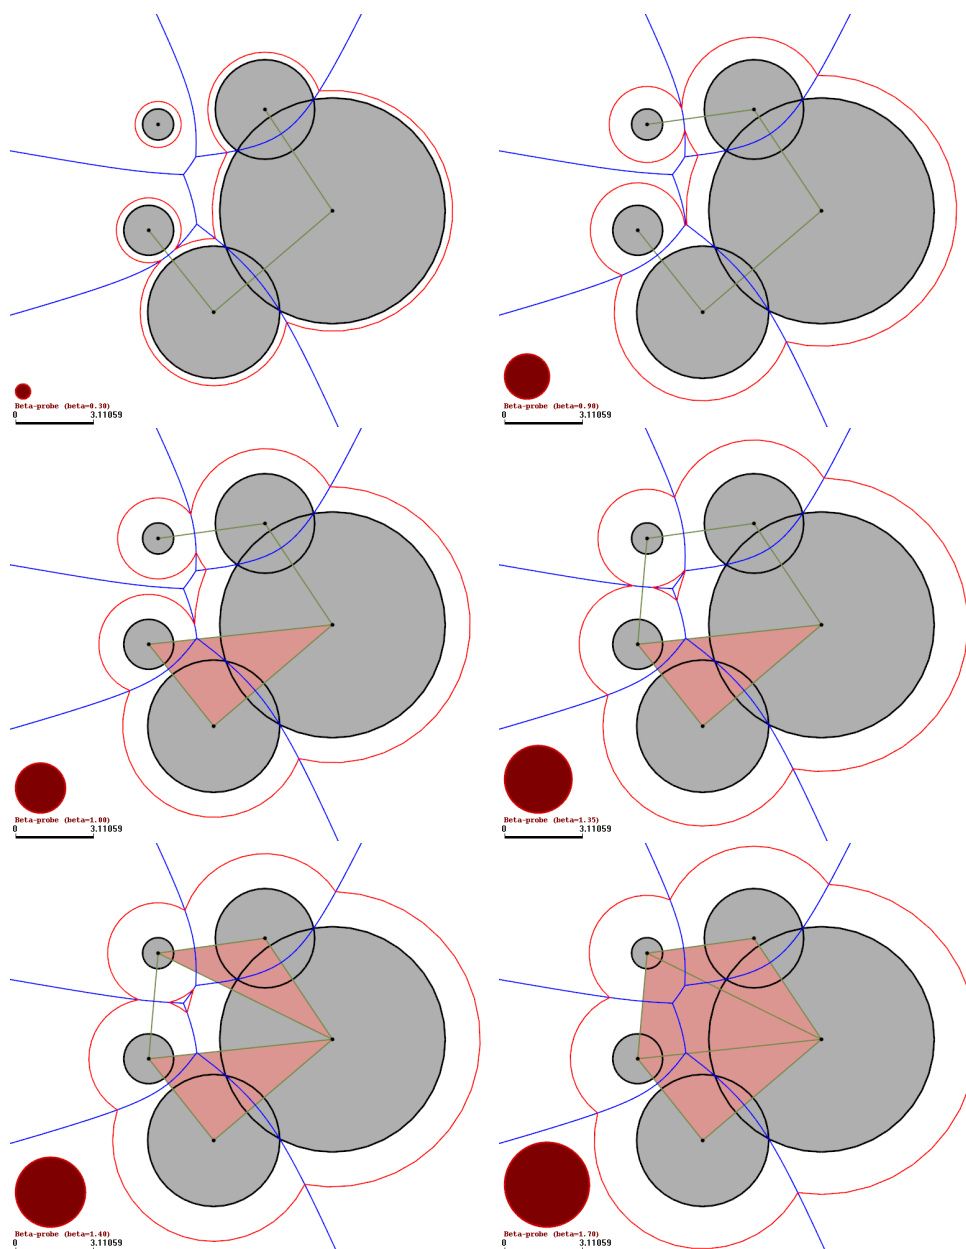 Beta-probe (beta=0.30)
0 3.11059
Beta-probe (beta=0.90)
0 3.11059
Beta-probe (beta=1.00)
0 3.11059
Beta-probe (beta=1.35)
0 3.11059
Beta-probe (beta=1.40)
0 3.11059
Beta-probe (beta=1.70)
0 3.11059